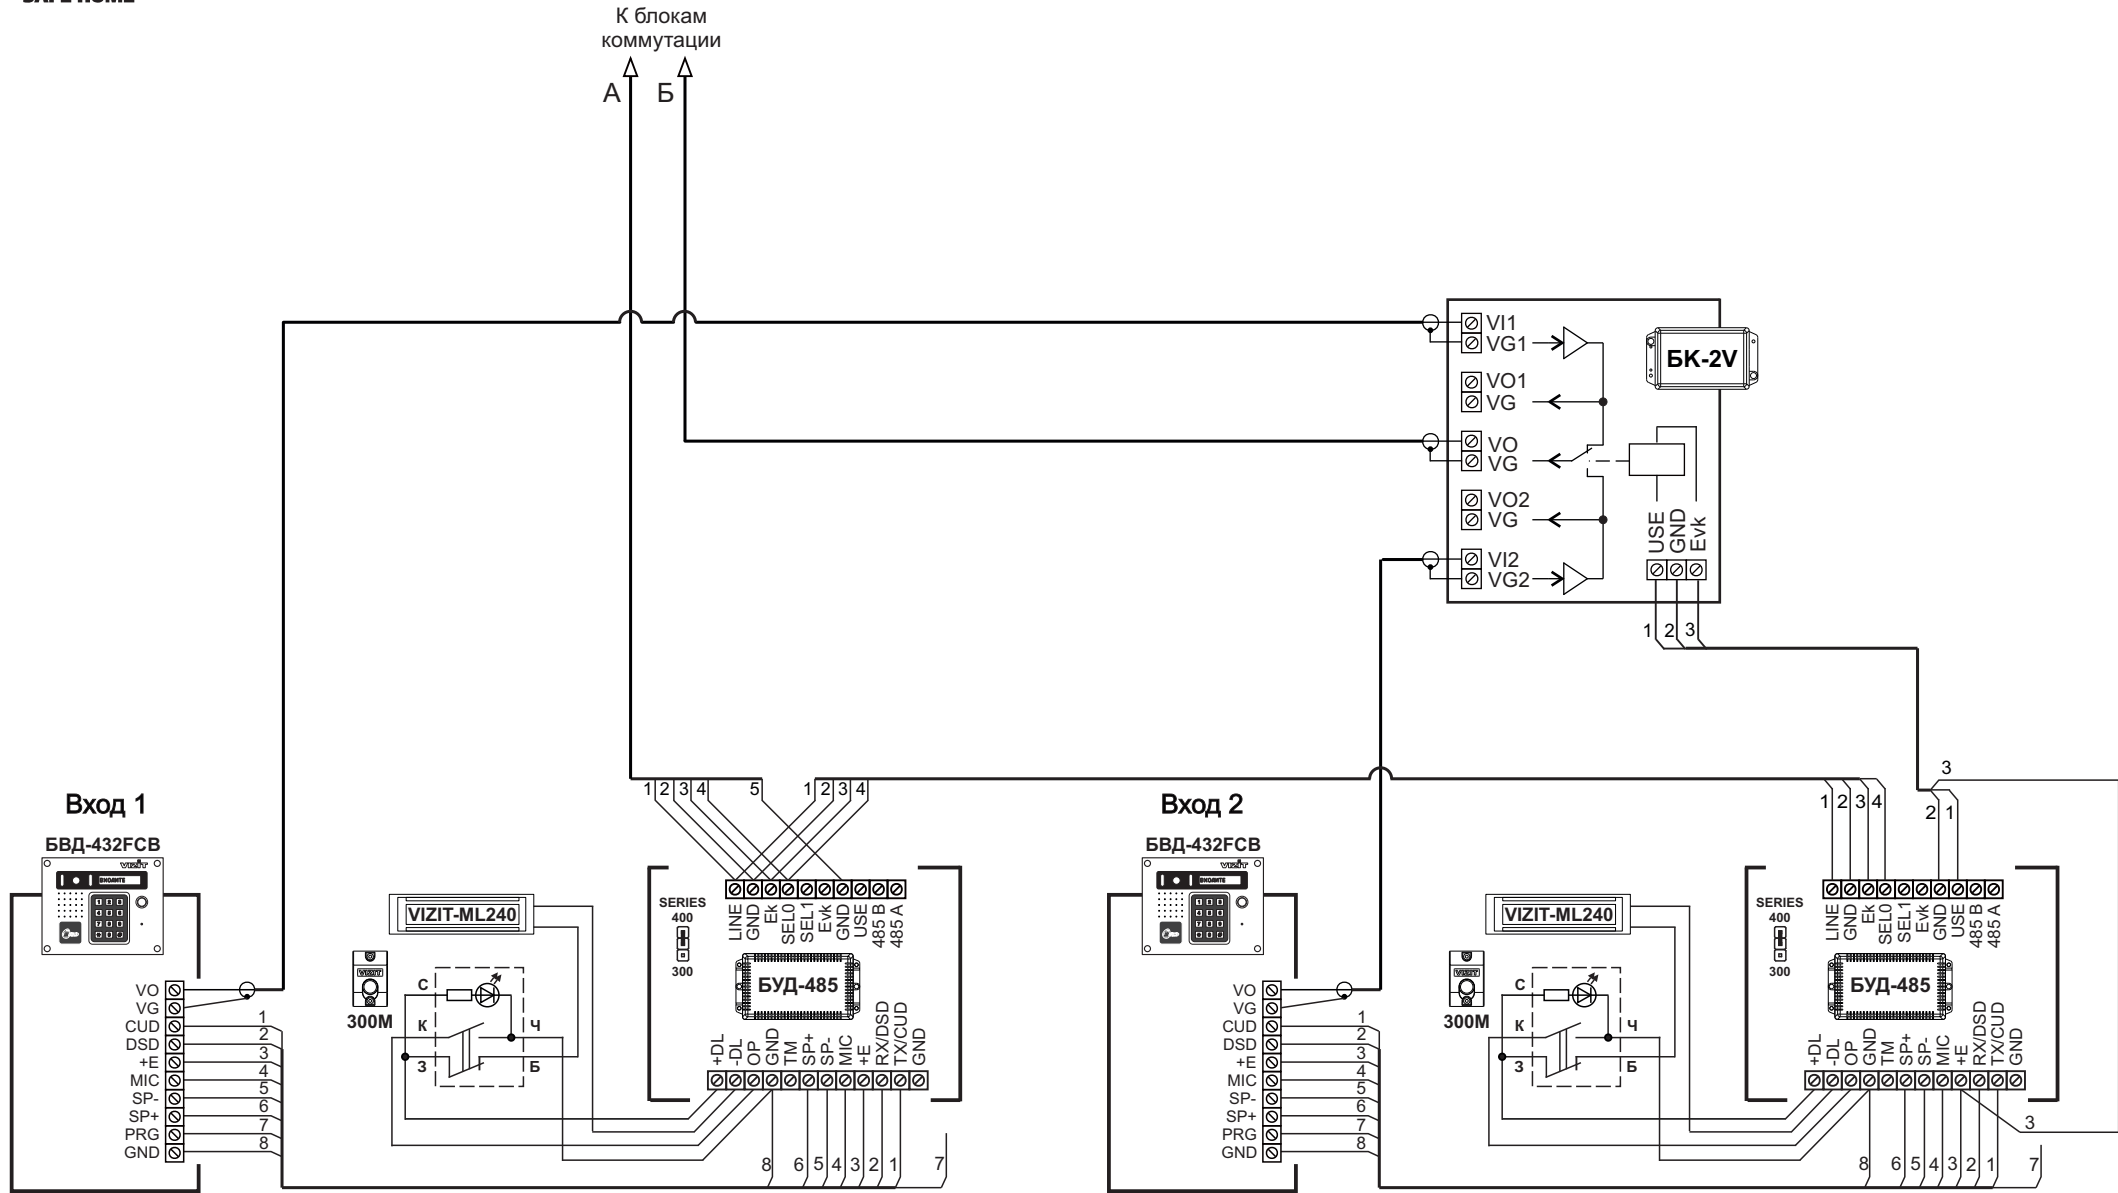 К блокам
коммутации
А
Б
VI1
VG1
VO1
VG
VO
VG
VO2
VG
VI2
VG2
БК-2V
USE
GND
Evk
1
2
3
Вход 1
БВД-432FCB
VIZIT
VO
VG
CUD
DSD
+E
MIC
SP-
SP+
PRG
GND
1
2
3
4
5
6
7
8
VIZIT-ML240
VIZIT
300М
С
К
З
Ч
Б
1 2 3 4 5 1 2 3 4
SERIES
400
300
LINE
GND
Ek
SEL0
SEL1
Evk
GND
USE
485 B
485 A
БУД-485
+DL
-DL
OP
GND
TM
SP+
SP-
MIC
+E
RX/DSD
TX/CUD
GND
8 6 5 4 3 2 1 7
Вход 2
БВД-432FCB
VIZIT
VO
VG
CUD
DSD
+E
MIC
SP-
SP+
PRG
GND
1
2
3
4
5
6
7
8
VIZIT-ML240
VIZIT
300М
С
К
З
Ч
Б
3
1 2 3 4 2 1
SERIES
400
300
LINE
GND
Ek
SEL0
SEL1
Evk
GND
USE
485 B
485 A
БУД-485
+DL
-DL
OP
GND
TM
SP+
SP-
MIC
+E
RX/DSD
TX/CUD
GND
3
8 6 5 4 3 2 1 7